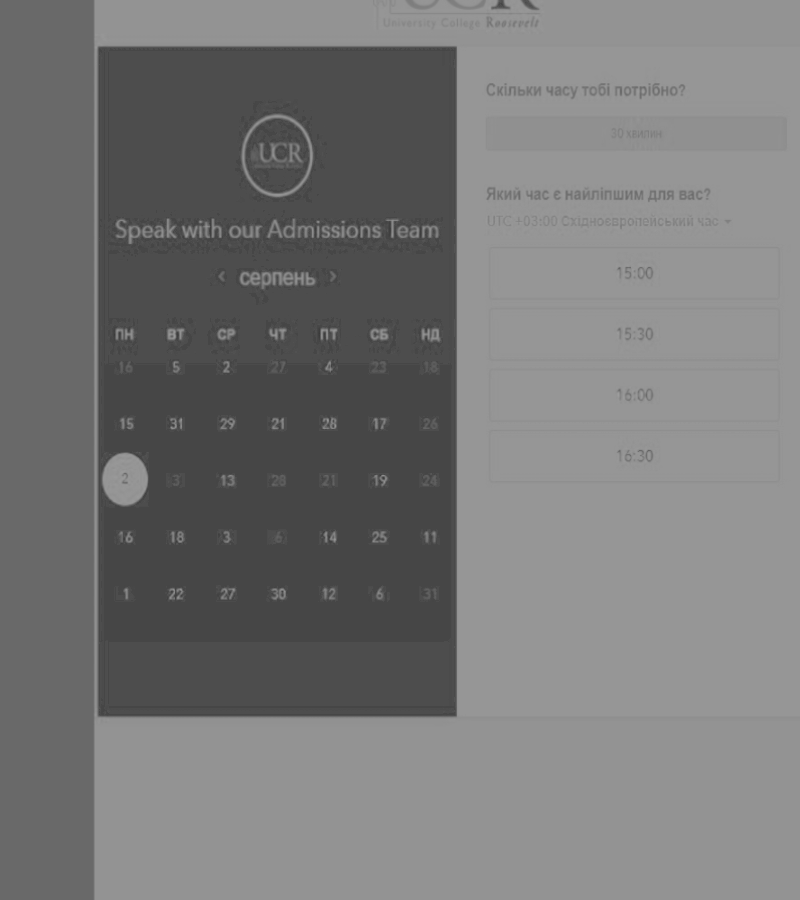 UCR
University College Roosevelt
UCR
Speak with our Admissions Team
‹ серпень ›
ПН ВТ СР ЧТ ПТ СБ НД
16 5 2 27 4 23 18
15 31 29 21 28 17 26
2 3 13 28 21 19 24
16 18 3 6 14 25 11
1 22 27 30 12 6 31
Скільки часу тобі потрібно?
30 хвилин
Який час є найліпшим для вас?
UTC +03:00 Східноєвропейський час
15:00
15:30
16:00
16:30